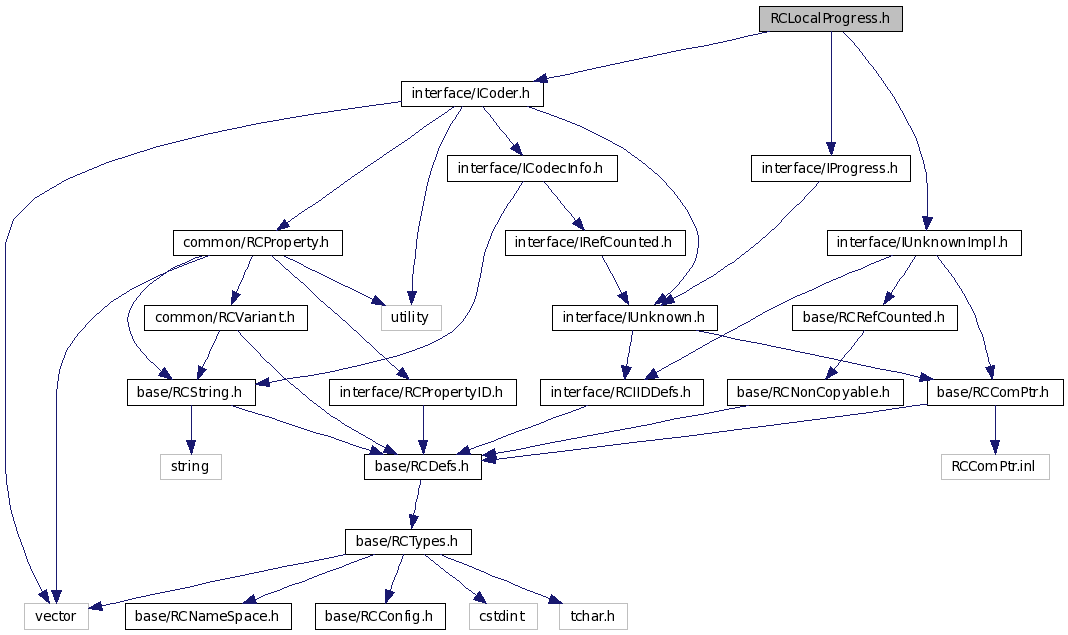 RCLocalProgress.h
interface/ICoder.h
interface/ICodecInfo.h
interface/IProgress.h
common/RCProperty.h
interface/IRefCounted.h
interface/IUnknownImpl.h
common/RCVariant.h
utility
interface/IUnknown.h
base/RCRefCounted.h
base/RCString.h
interface/RCPropertyID.h
interface/RCIIDDefs.h
base/RCNonCopyable.h
base/RCComPtr.h
string
base/RCDefs.h
RCComPtr.inl
base/RCTypes.h
vector
base/RCNameSpace.h
base/RCConfig.h
cstdint
tchar.h